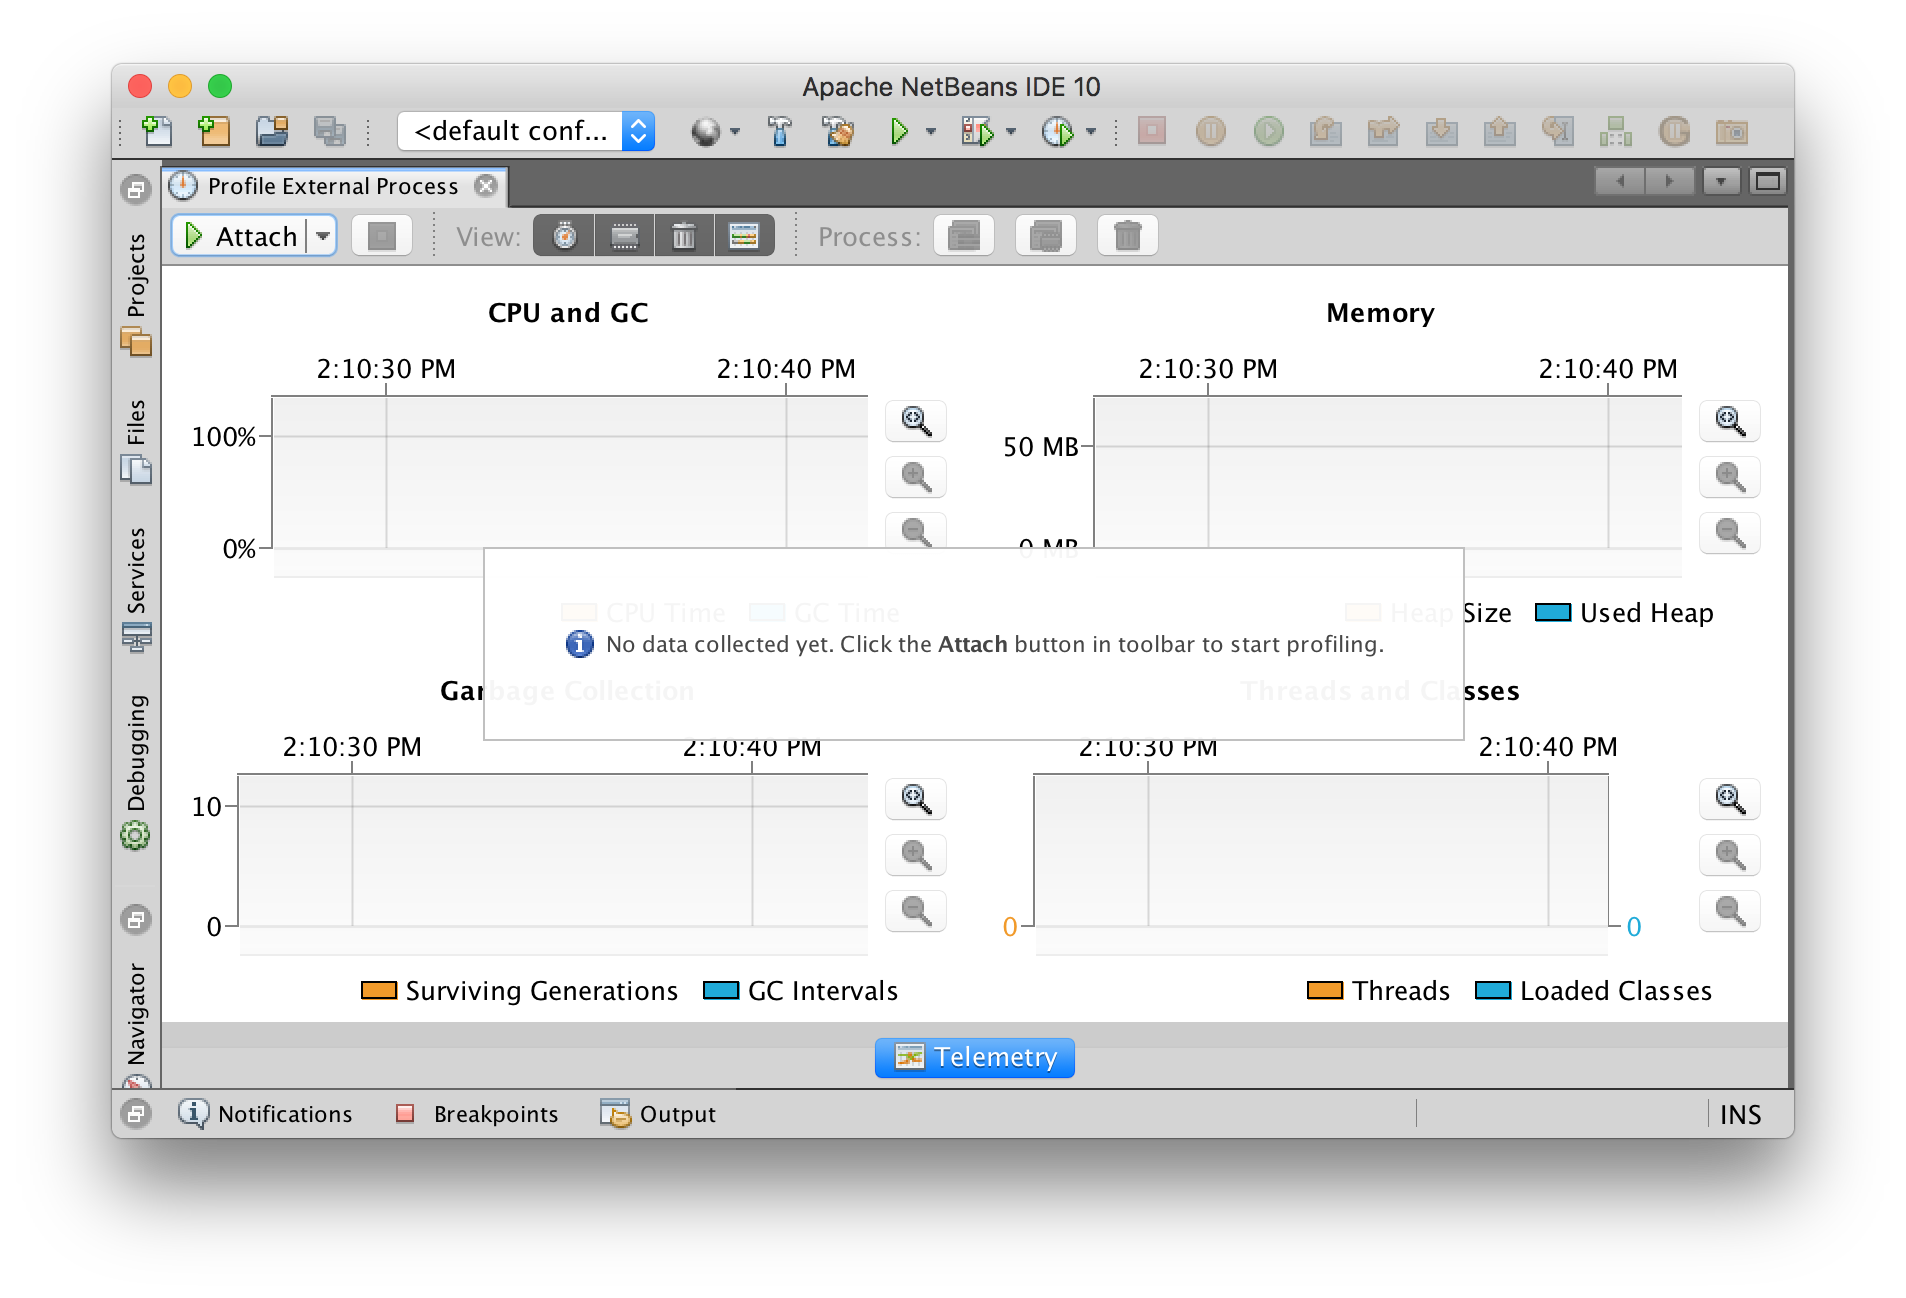 Apache NetBeans IDE 10
<default conf...
Profile External Process
Attach
View:
Process:
Projects
Files
Services
Debugging
Navigator
CPU and GC
2:10:30 PM 2:10:40 PM
100%
0%
CPU Time GC Time
Memory
2:10:30 PM 2:10:40 PM
50 MB
0 MB
Heap Size Used Heap
No data collected yet. Click the Attach button in toolbar to start profiling.
Garbage Collection
2:10:30 PM 2:10:40 PM
10
0
Surviving Generations GC Intervals
Threads and Classes
2:10:30 PM 2:10:40 PM
0 0
Threads Loaded Classes
Telemetry
Notifications Breakpoints Output INS